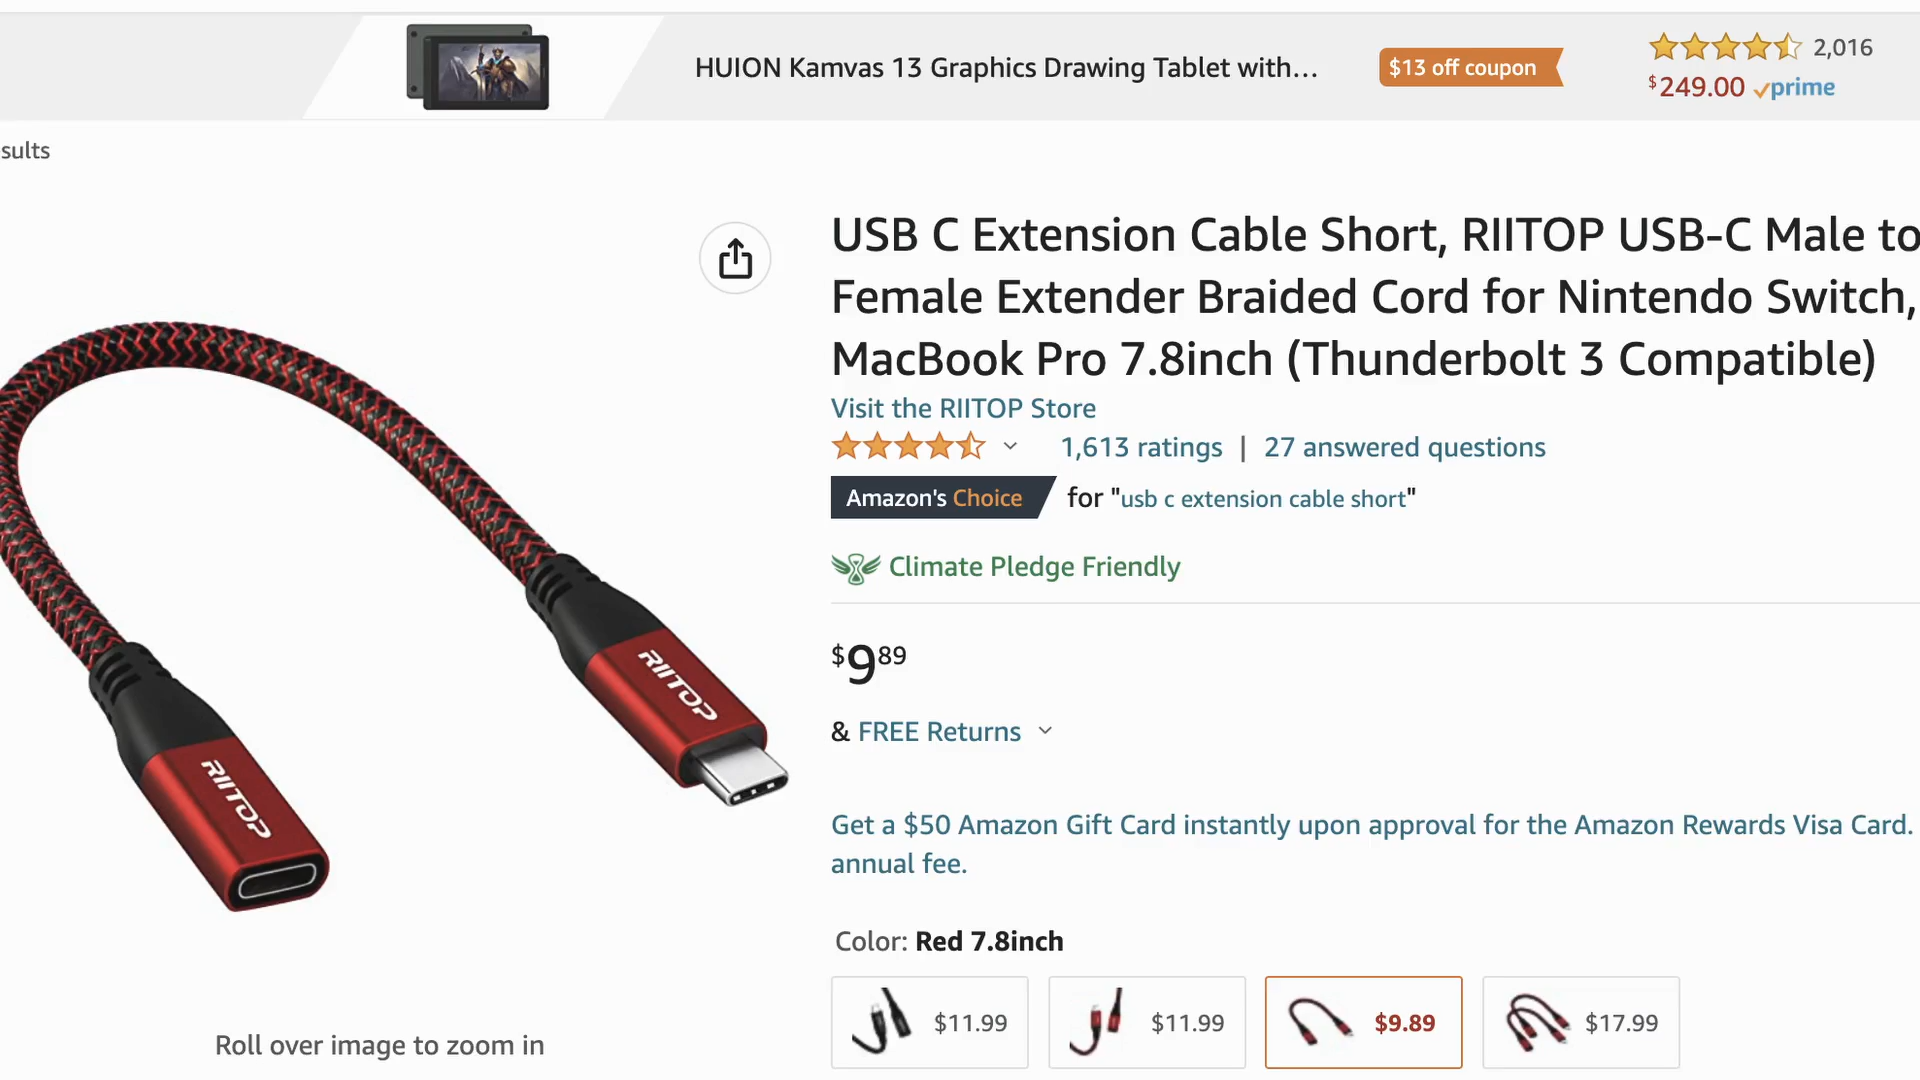 HUION Kamvas 13 Graphics Drawing Tablet with...
$13 off coupon
2,016
$249.00 prime
sults
USB C Extension Cable Short, RIITOP USB-C Male to
Female Extender Braided Cord for Nintendo Switch,
MacBook Pro 7.8inch (Thunderbolt 3 Compatible)
Visit the RIITOP Store
1,613 ratings | 27 answered questions
Amazon's Choice for "usb c extension cable short"
Climate Pledge Friendly
$9 89
& FREE Returns
Get a $50 Amazon Gift Card instantly upon approval for the Amazon Rewards Visa Card.
annual fee.
Color: Red 7.8inch
$11.99 $11.99 $9.89 $17.99
RIITOP
RIITOP
Roll over image to zoom in